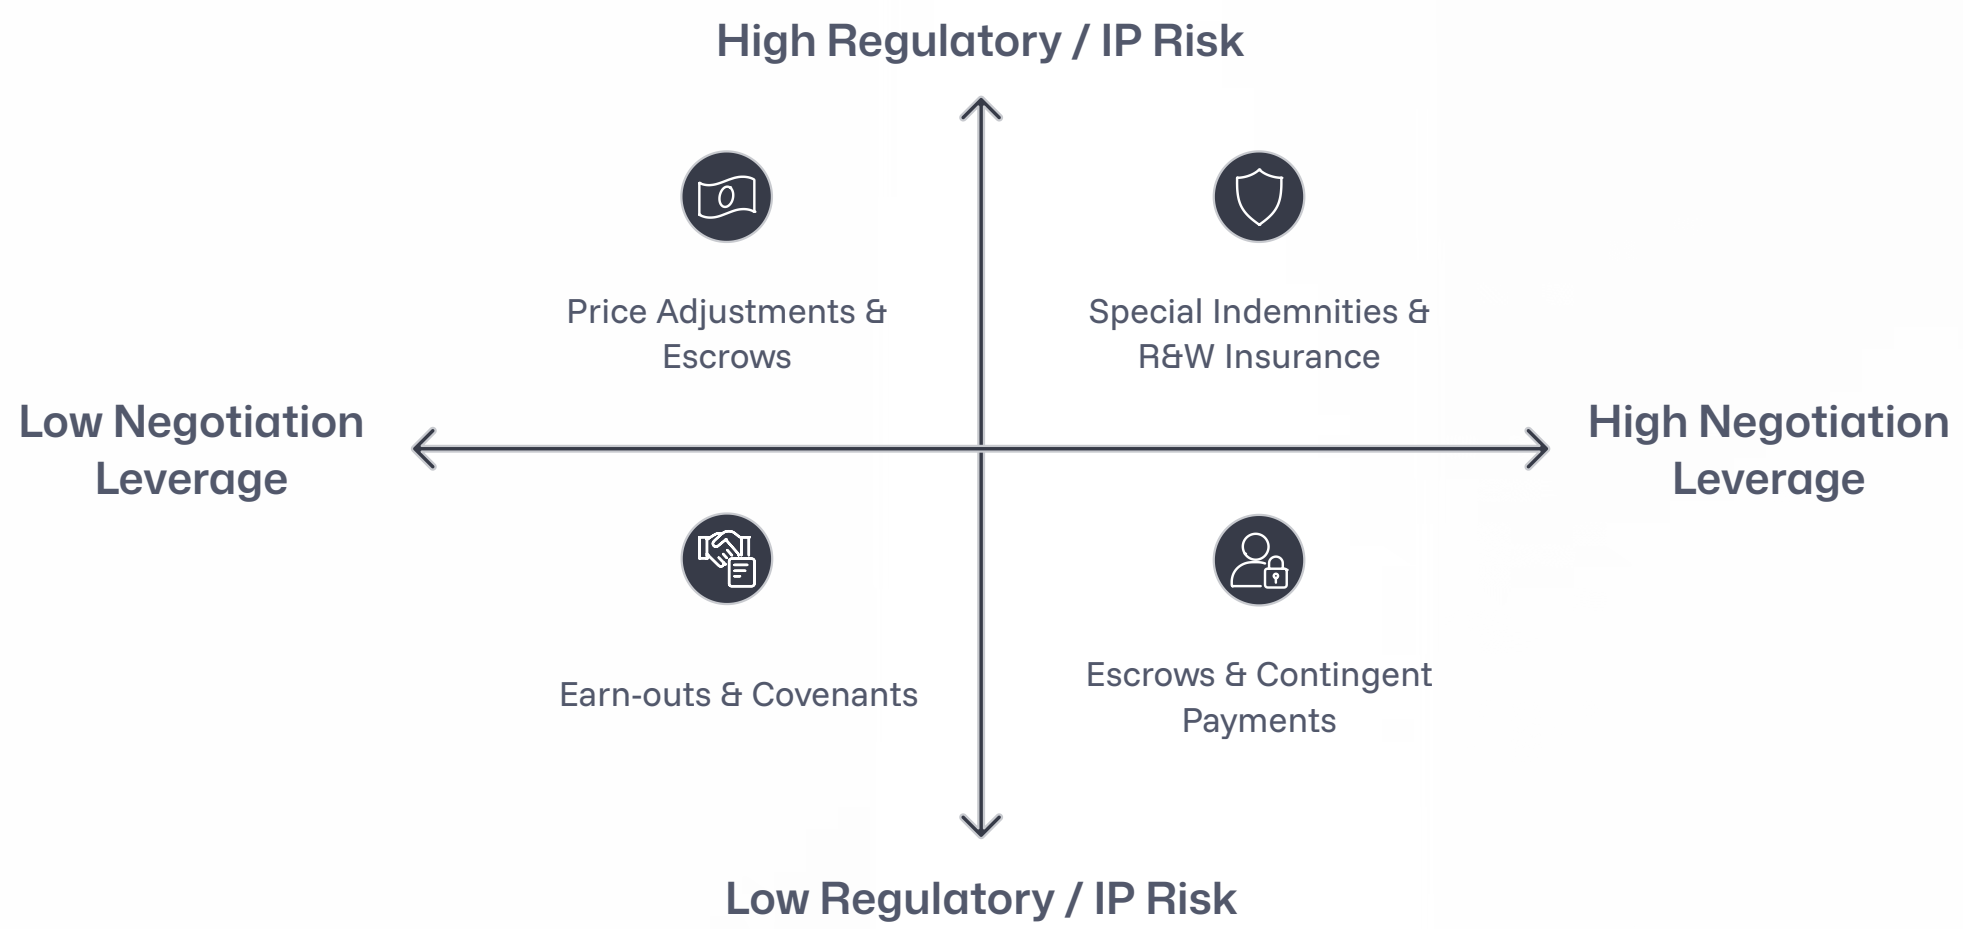 High Regulatory / IP Risk
Price Adjustments &
Escrows
Special Indemnities &
R&W Insurance
Low Negotiation
Leverage
High Negotiation
Leverage
Earn-outs & Covenants
Escrows & Contingent
Payments
Low Regulatory / IP Risk